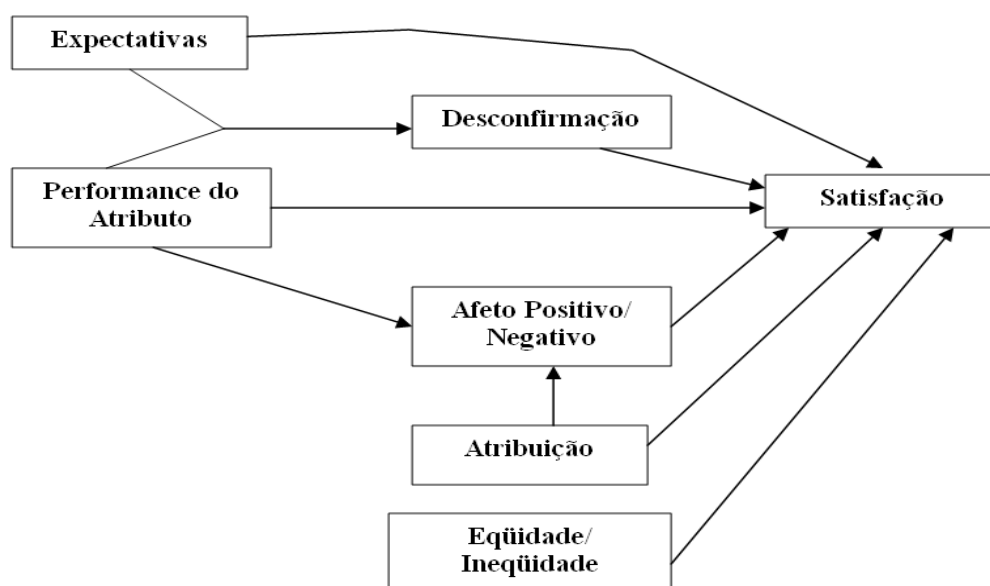 Expectativas
Desconfirmação
Performance do
Atributo
Satisfação
Afeto Positivo/
Negativo
Atribuição
Eqüidade/
Ineqüidade